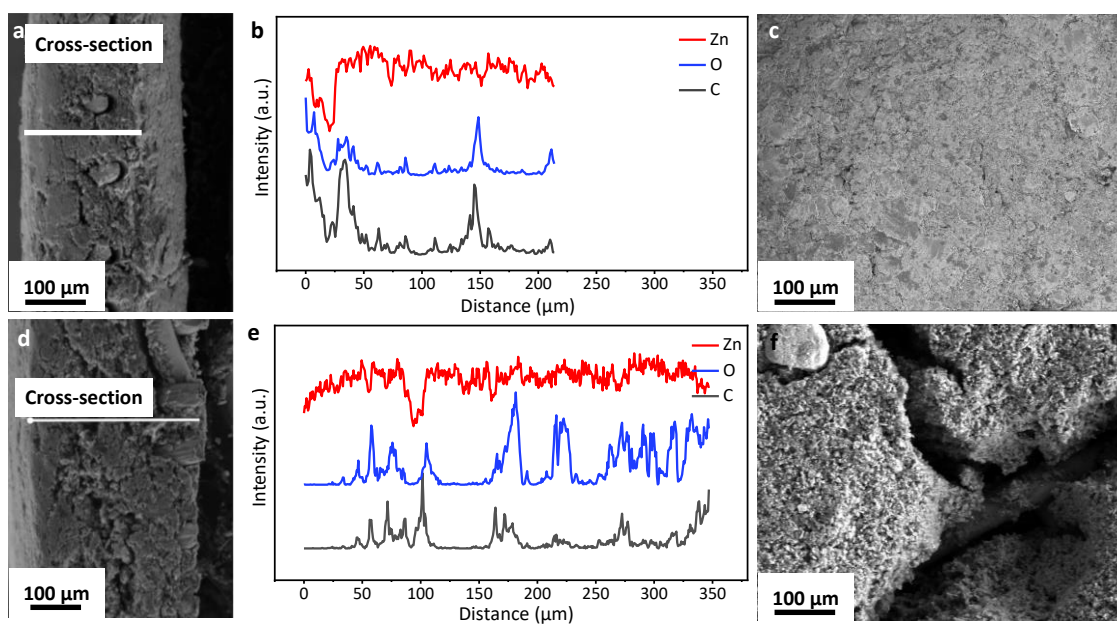 a
Cross-section
100 μm
b
Zn
O
C
Intensity (a.u.)
0 50 100 150 200 250 300 350
Distance (μm)
c
100 μm
d
Cross-section
100 μm
e
Zn
O
C
Intensity (a.u.)
0 50 100 150 200 250 300 350
Distance (μm)
f
100 μm